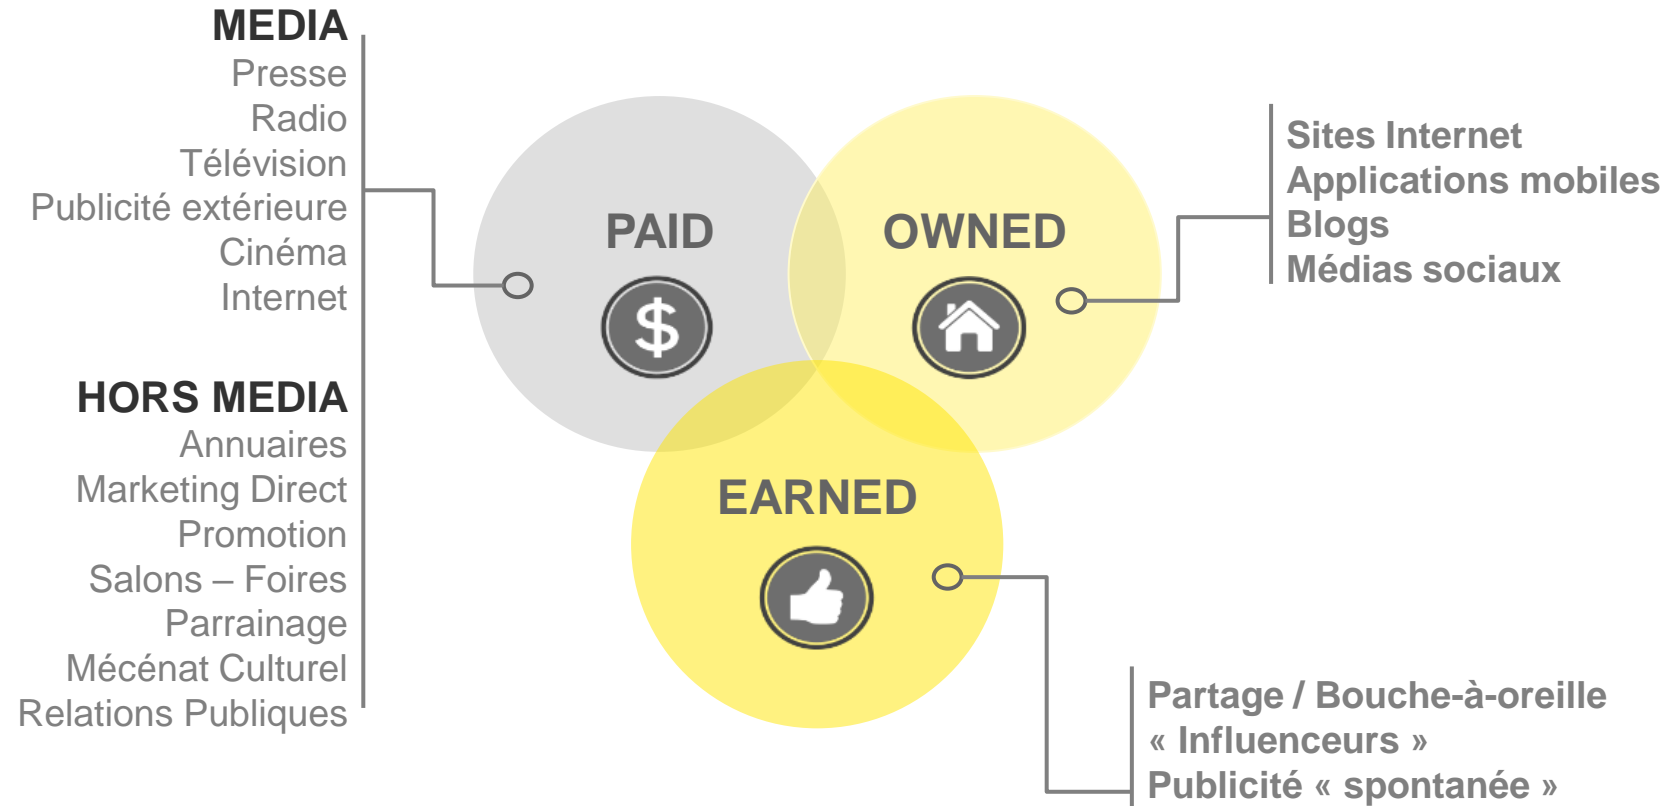 MEDIA
Presse
Radio
Télévision
Publicité extérieure
Cinéma
Internet
HORS MEDIA
Annuaires
Marketing Direct
Promotion
Salons – Foires
Parrainage
Mécénat Culturel
Relations Publiques
PAID
$
OWNED
EARNED
Sites Internet
Applications mobiles
Blogs
Médias sociaux
Partage / Bouche-à-oreille
« Influenceurs »
Publicité « spontanée »